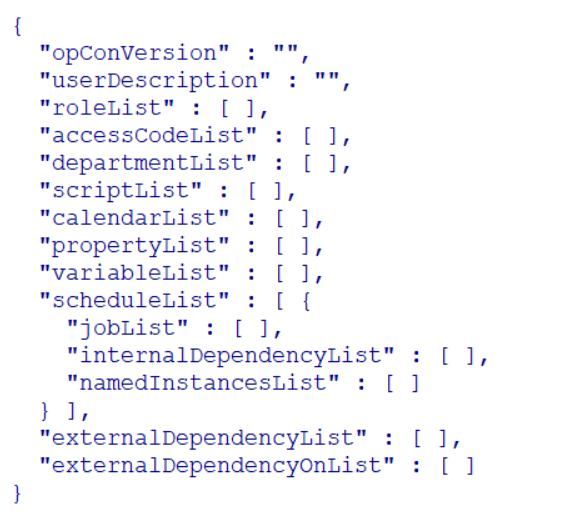 {
  "opConVersion" : "",
  "userDescription" : "",
  "roleList" : [ ],
  "accessCodeList" : [ ],
  "departmentList" : [ ],
  "scriptList" : [ ],
  "calendarList" : [ ],
  "propertyList" : [ ],
  "variableList" : [ ],
  "scheduleList" : [ {
    "jobList" : [ ],
    "internalDependencyList" : [ ],
    "namedInstancesList" : [ ]
  } ],
  "externalDependencyList" : [ ],
  "externalDependencyOnList" : [ ]
}